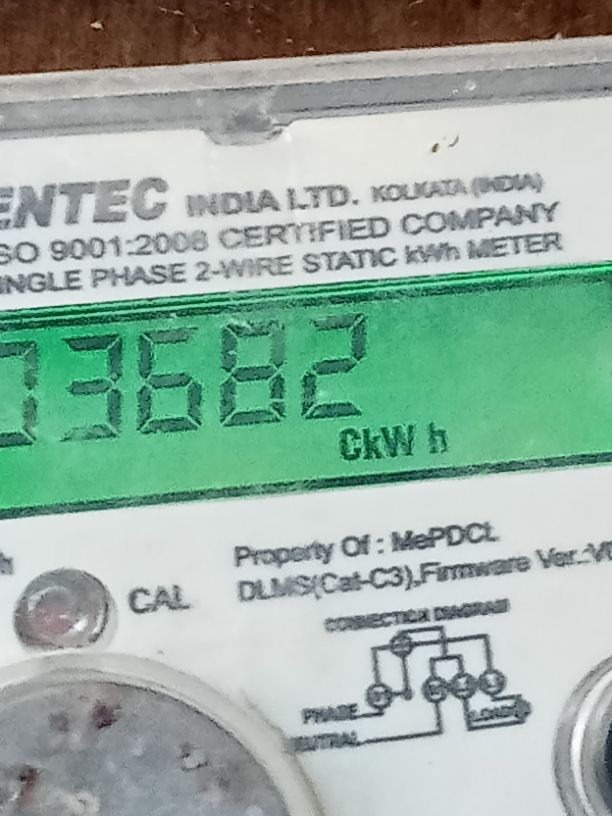 ENTEC INDIA LTD. KOLKATA (INDIA)
SO 9001:2008 CERTIFIED COMPANY
INGLE PHASE 2-WIRE STATIC kWh METER
03682
CkW h
h
CAL
Property Of : MePDCL
DLMS(Cat-C3),Firmware Ver.:
CONNECTION DIAGRAM
PHASE
LOAD
EUTRAL